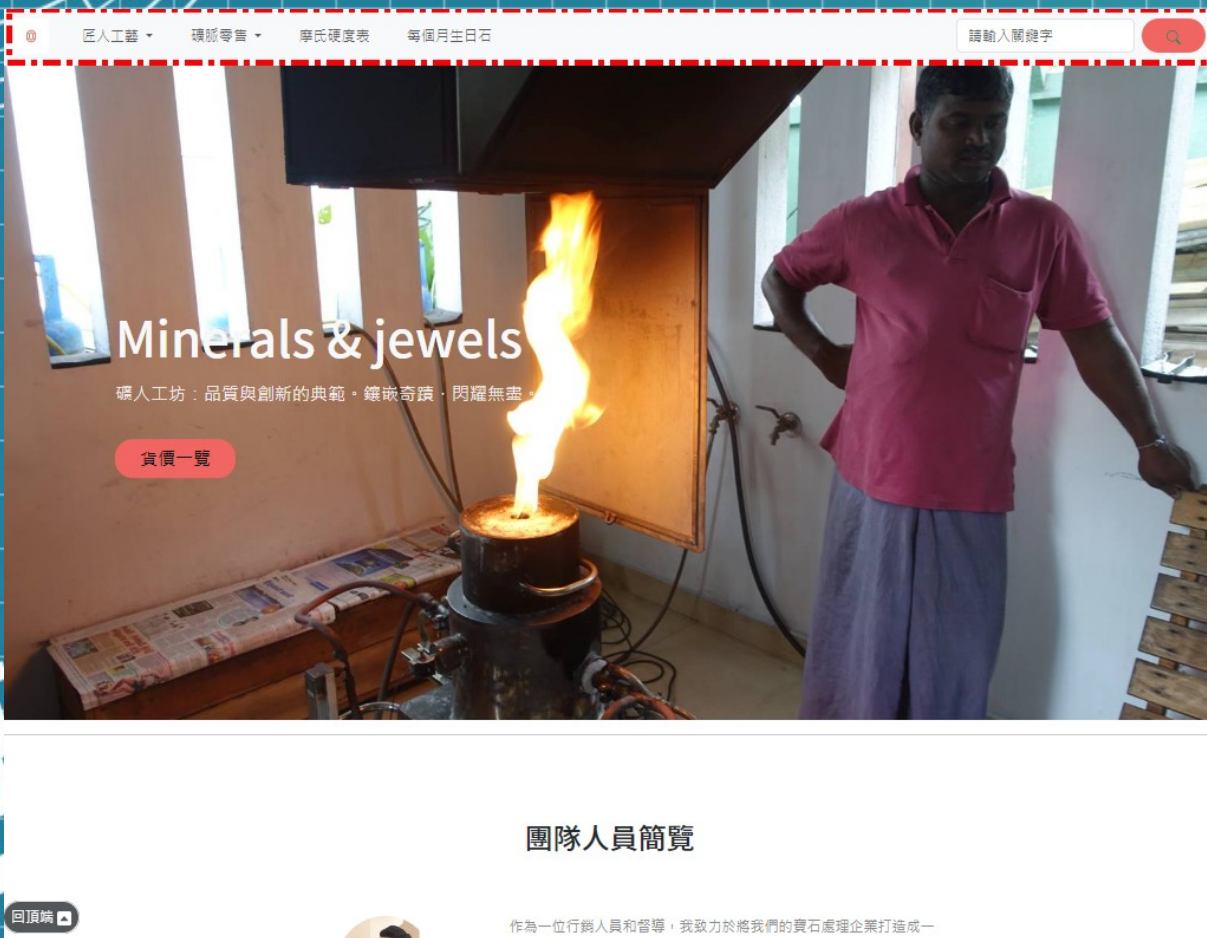 @ 匠人工藝 礦脈零售 摩氏硬度表 每個月生日石 請輸入關鍵字
Minerals & jewels
礦人工坊：品質與創新的典範。鑲嵌奇蹟，閃耀無盡。
貨價一覽
團隊人員簡覽
回頂端
作為一位行銷人員和督導，我致力於將我們的寶石處理企業打造成一